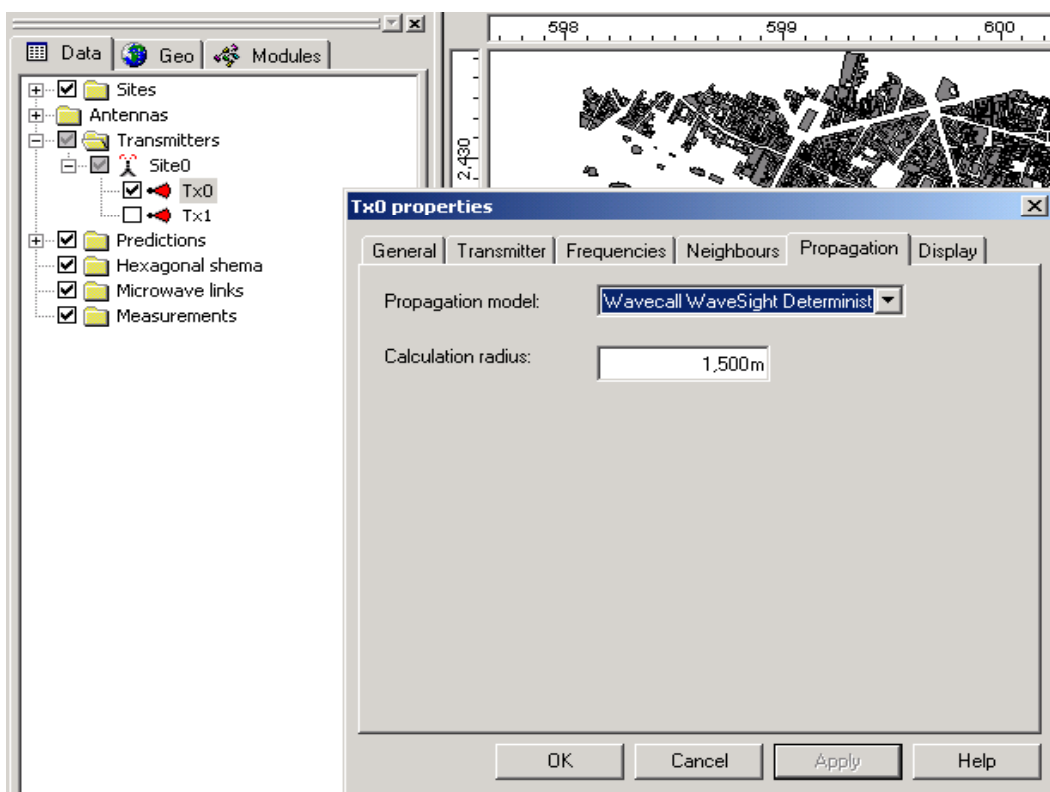 598 599 600
Data Geo Modules
Sites
Antennas
Transmitters
Site0
Tx0
Tx1
Predictions
Hexagonal shema
Microwave links
Measurements
2,430
Tx0 properties
General Transmitter Frequencies Neighbours Propagation Display
Propagation model: Wavecall WaveSight Determinist
Calculation radius: 1,500m
OK Cancel Apply Help